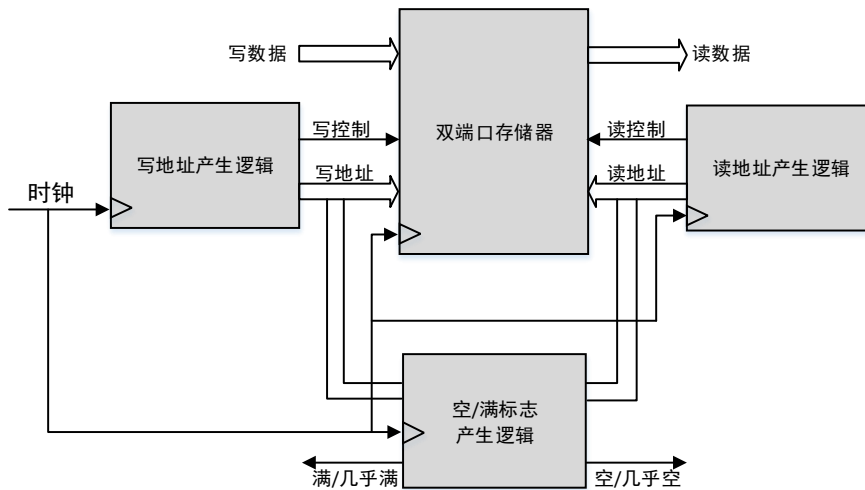 写数据
读数据
写控制
双端口存储器
读控制
写地址产生逻辑
写地址
读地址
读地址产生逻辑
时钟
空/满标志
产生逻辑
满/几乎满
空/几乎空